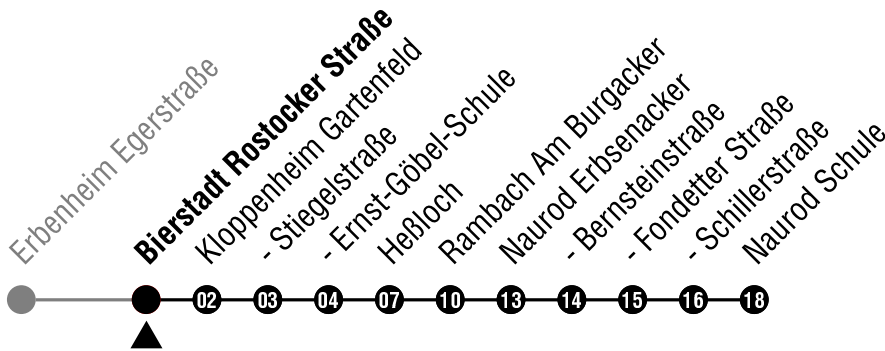 Erbenheim Egerstraße
Bierstadt Rostocker Straße
Kloppenheim Gartenfeld
- Stiegelstraße
- Ernst-Göbel-Schule
Heßloch
Rambach Am Burgacker
Naurod Erbsenacker
- Bernsteinstraße
- Fondetter Straße
- Schillerstraße
Naurod Schule
02 03 04 07 10 13 14 15 16 18